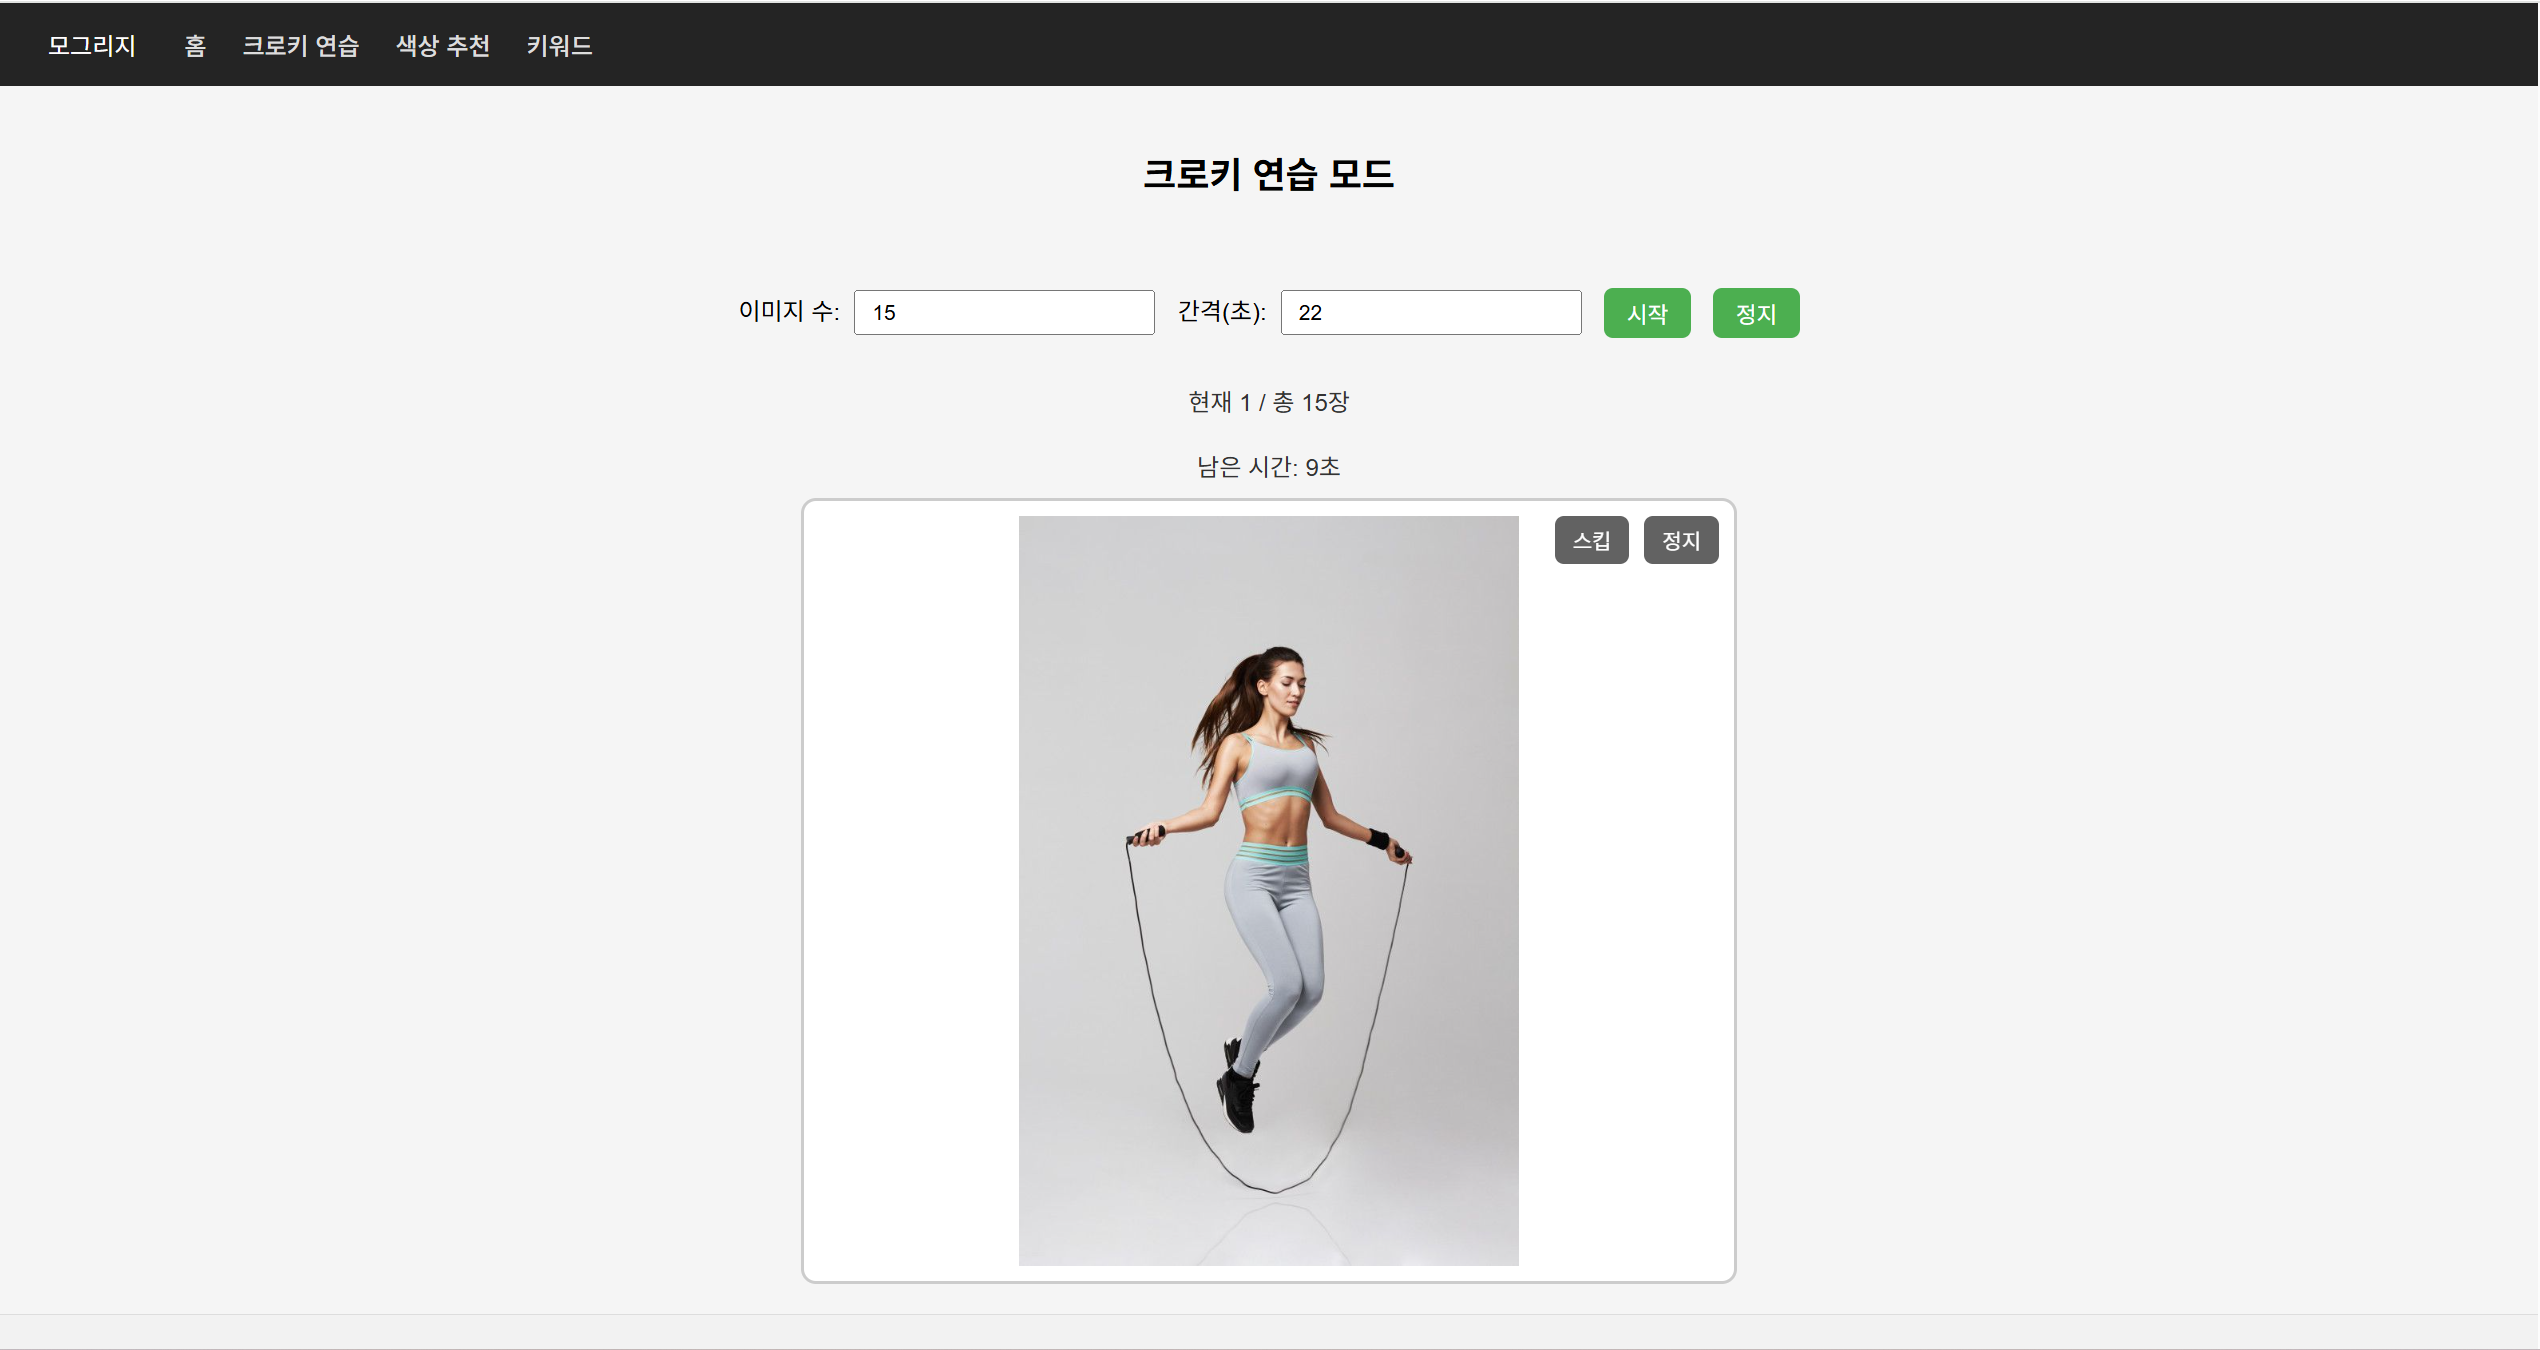 모그리지 홈 크로키 연습 색상 추천 키워드
크로키 연습 모드
이미지 수: 15 간격(초): 22 시작 정지
현재 1 / 총 15장
남은 시간: 9초
스킵 정지